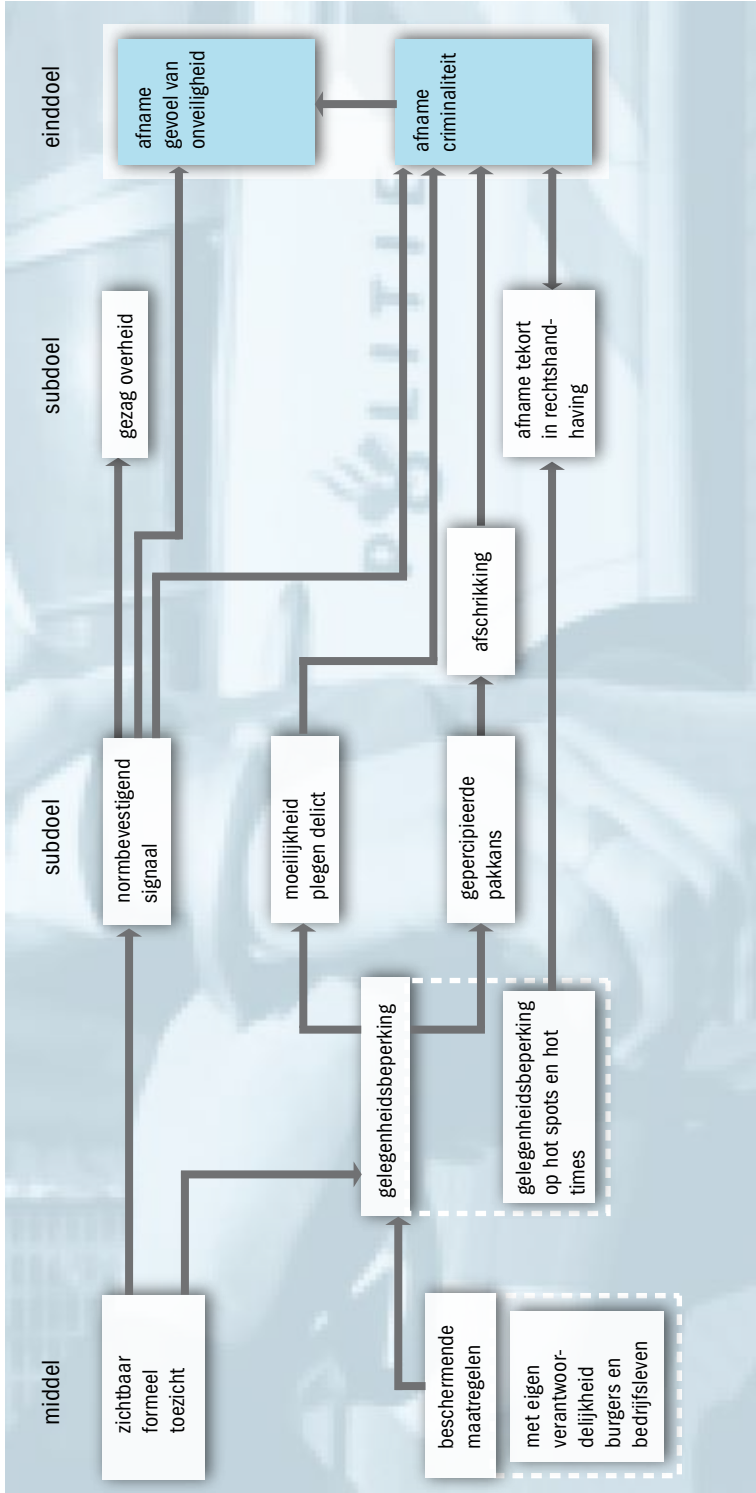 middel
subdoel
subdoel
einddoel
zichtbaar
formeel
toezicht
normbevestigend
signaal
gezag overheid
afname
gevoel van
onveiligheid
moeilijkheid
plegen delict
gelegenheidsbeperking
beschermende
maatregelen
gepercipieerde
pakkans
afschrikking
afname
criminaliteit
met eigen
verantwoor-
delijkheid
burgers en
bedrijfsleven
gelegenheidsbeperking
op hot spots en hot
times
afname tekort
in rechtshand-
having
POLITIE